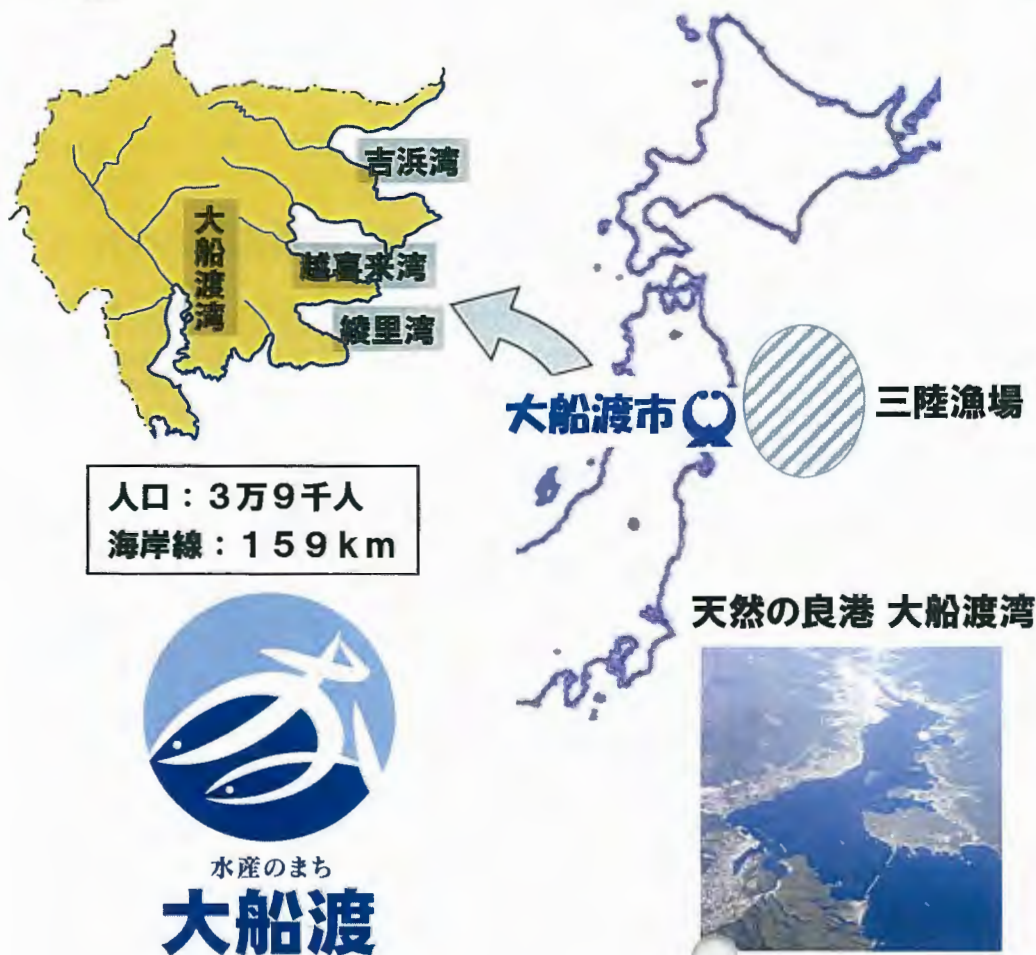 吉浜湾
大船渡湾
越喜来湾
綾里湾
大船渡市
三陸漁場
人口：３万９千人
海岸線：１５９ｋｍ
天然の良港 大船渡湾
水産のまち
大船渡